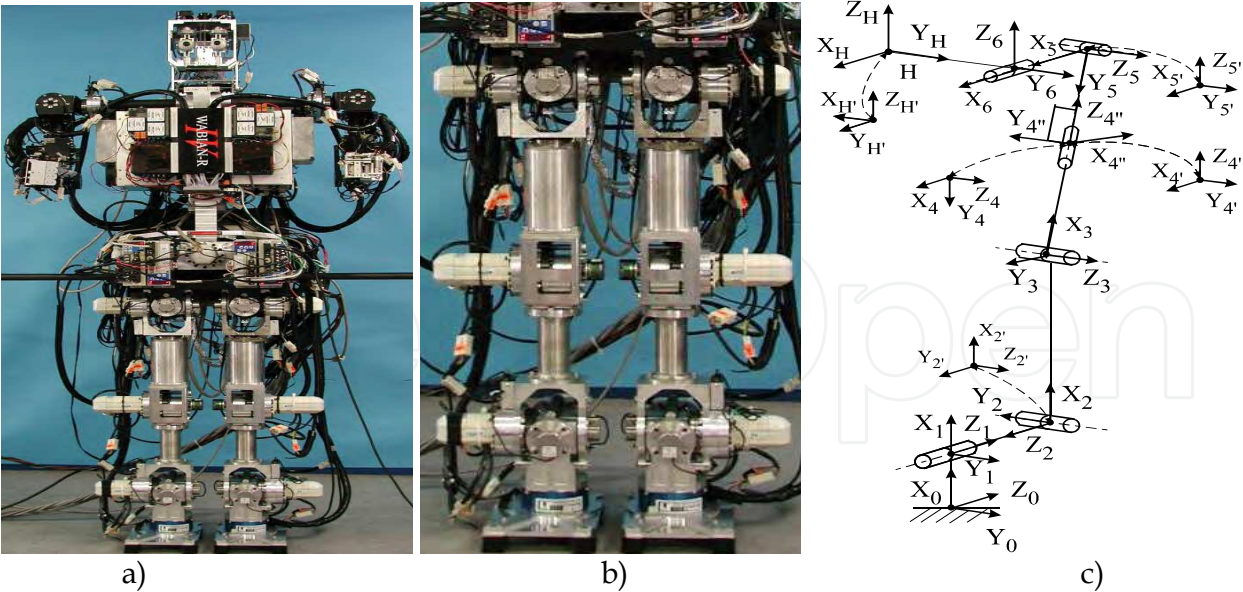 IV
WABIAN-R
Open
Z_H
X_H
Y_H
H
X_H'
Z_H'
Y_H'
Z_6
X_5
X_6
Y_6
Y_5
Z_5
X_5'
Z_5'
Y_5'
Y_4"
Z_4"
X_4"
X_4
Z_4
Y_4
X_4'
Z_4'
Y_4'
X_3
Y_3
Z_3
X_2'
Y_2'
Z_2'
X_2
Y_2
Z_2
X_1
Z_1
Y_1
X_0
Z_0
Y_0
a)
b)
c)